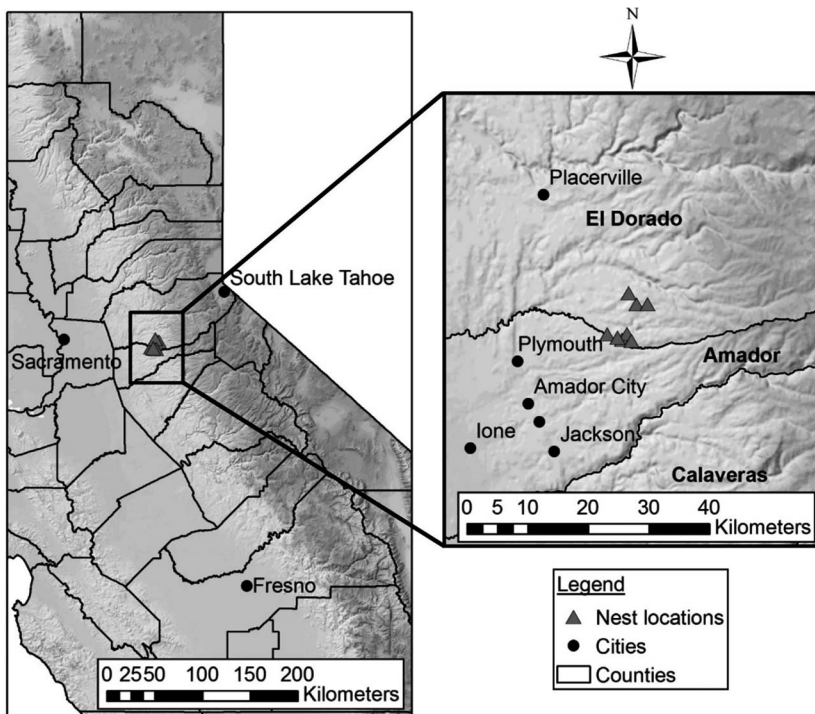 N
South Lake Tahoe
Sacramento
Fresno
0 25 50 100 150 200
Kilometers
Placerville
El Dorado
Plymouth
Amador
Amador City
Ione
Jackson
Calaveras
0 5 10 20 30 40
Kilometers
Legend
Nest locations
Cities
Counties